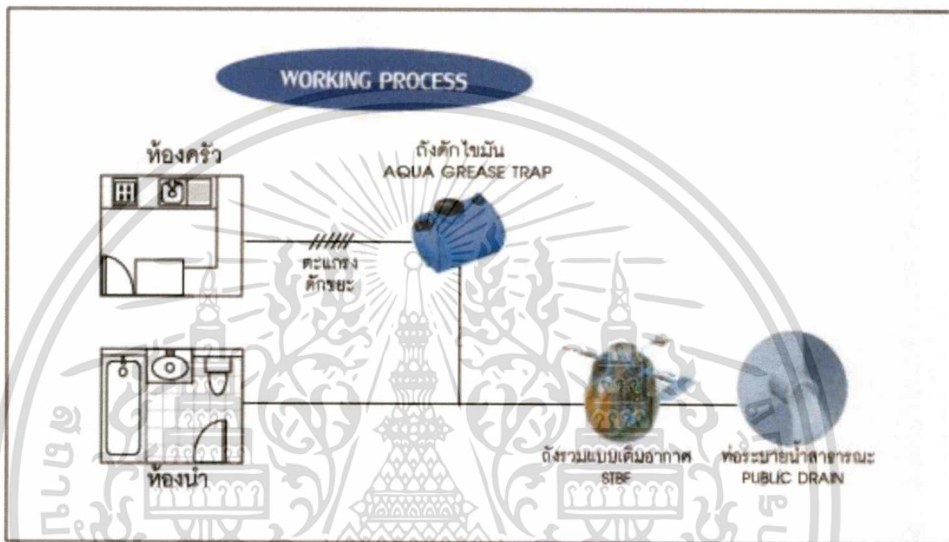 WORKING PROCESS
ห้องครัว
ถังดักไขมัน
AQUA GREASE TRAP
ตะแกรง
ดักขยะ
ห้องน้ำ
ถังรวมแบบเติมอากาศ
STBF
ท่อระบายน้ำสาธารณะ
PUBLIC DRAIN